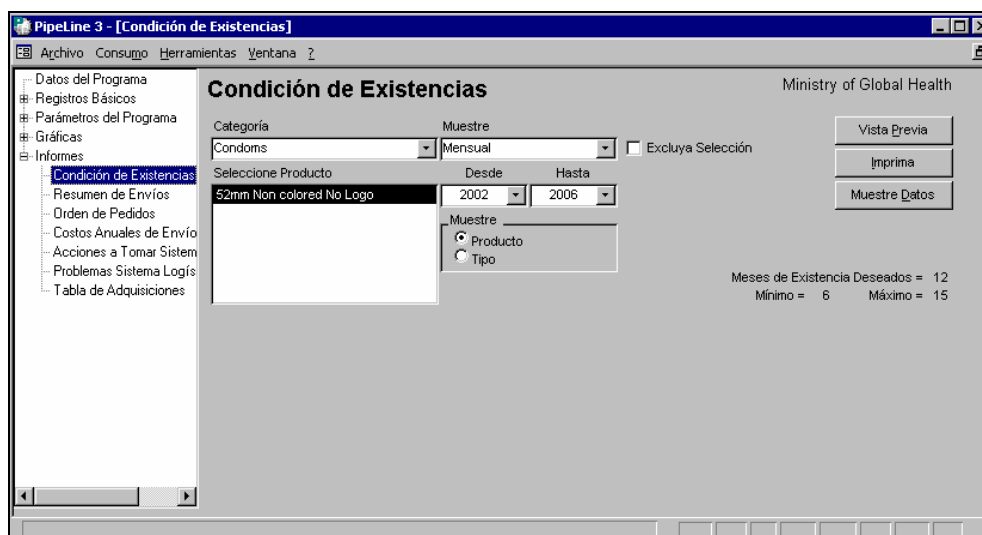 PipeLine 3 - [Condición de Existencias]
Archivo Consumo Herramientas Ventana ?
Datos del Programa
Registros Básicos
Parámetros del Programa
Gráficas
Informes
Condición de Existencias
Resumen de Envíos
Orden de Pedidos
Costos Anuales de Envío
Acciones a Tomar Sistem
Problemas Sistema Logís
Tabla de Adquisiciones
Condición de Existencias
Ministry of Global Health
Categoría Muestre
Condoms Mensual Excluya Selección
Seleccione Producto Desde Hasta
52mm Non colored No Logo 2002 2006
Muestre
Producto
Tipo
Vista Previa
Imprima
Muestre Datos
Meses de Existencia Deseados = 12
Mínimo = 6 Máximo = 15